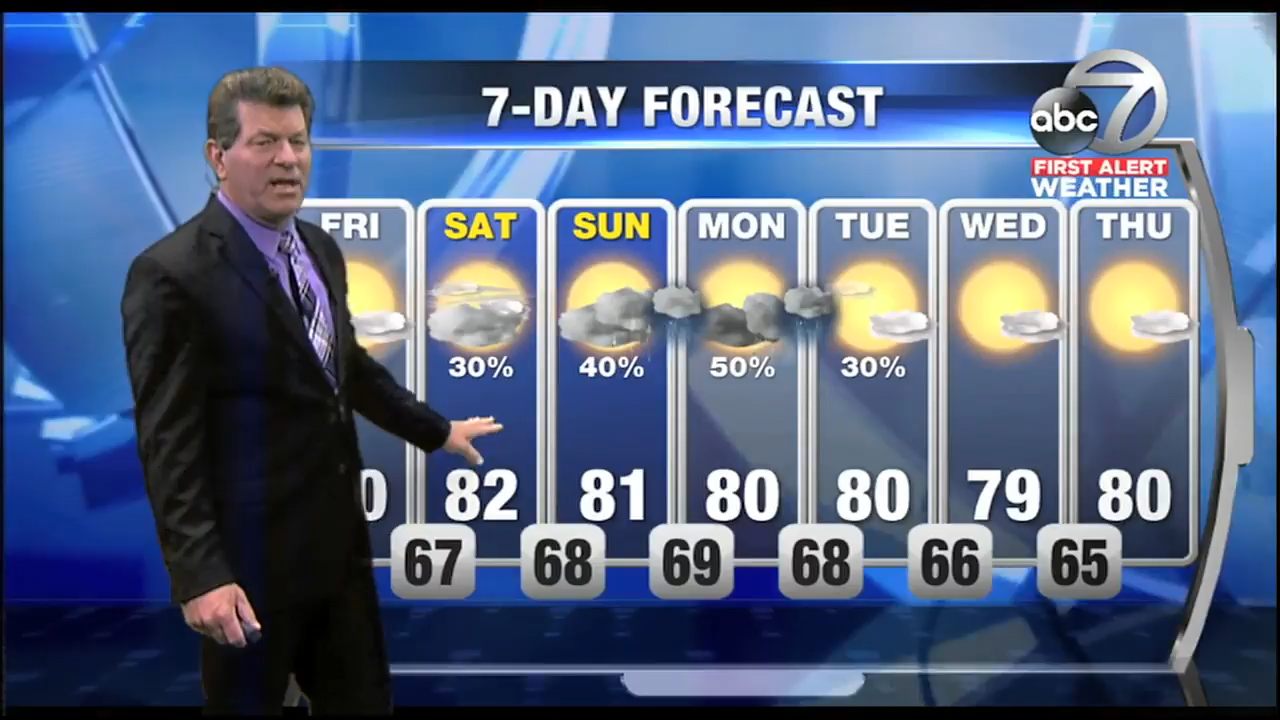 7-DAY FORECAST
abc 7
FIRST ALERT
WEATHER
FRI SAT SUN MON TUE WED THU
30% 40% 50% 30%
0 82 81 80 80 79 80
67 68 69 68 66 65